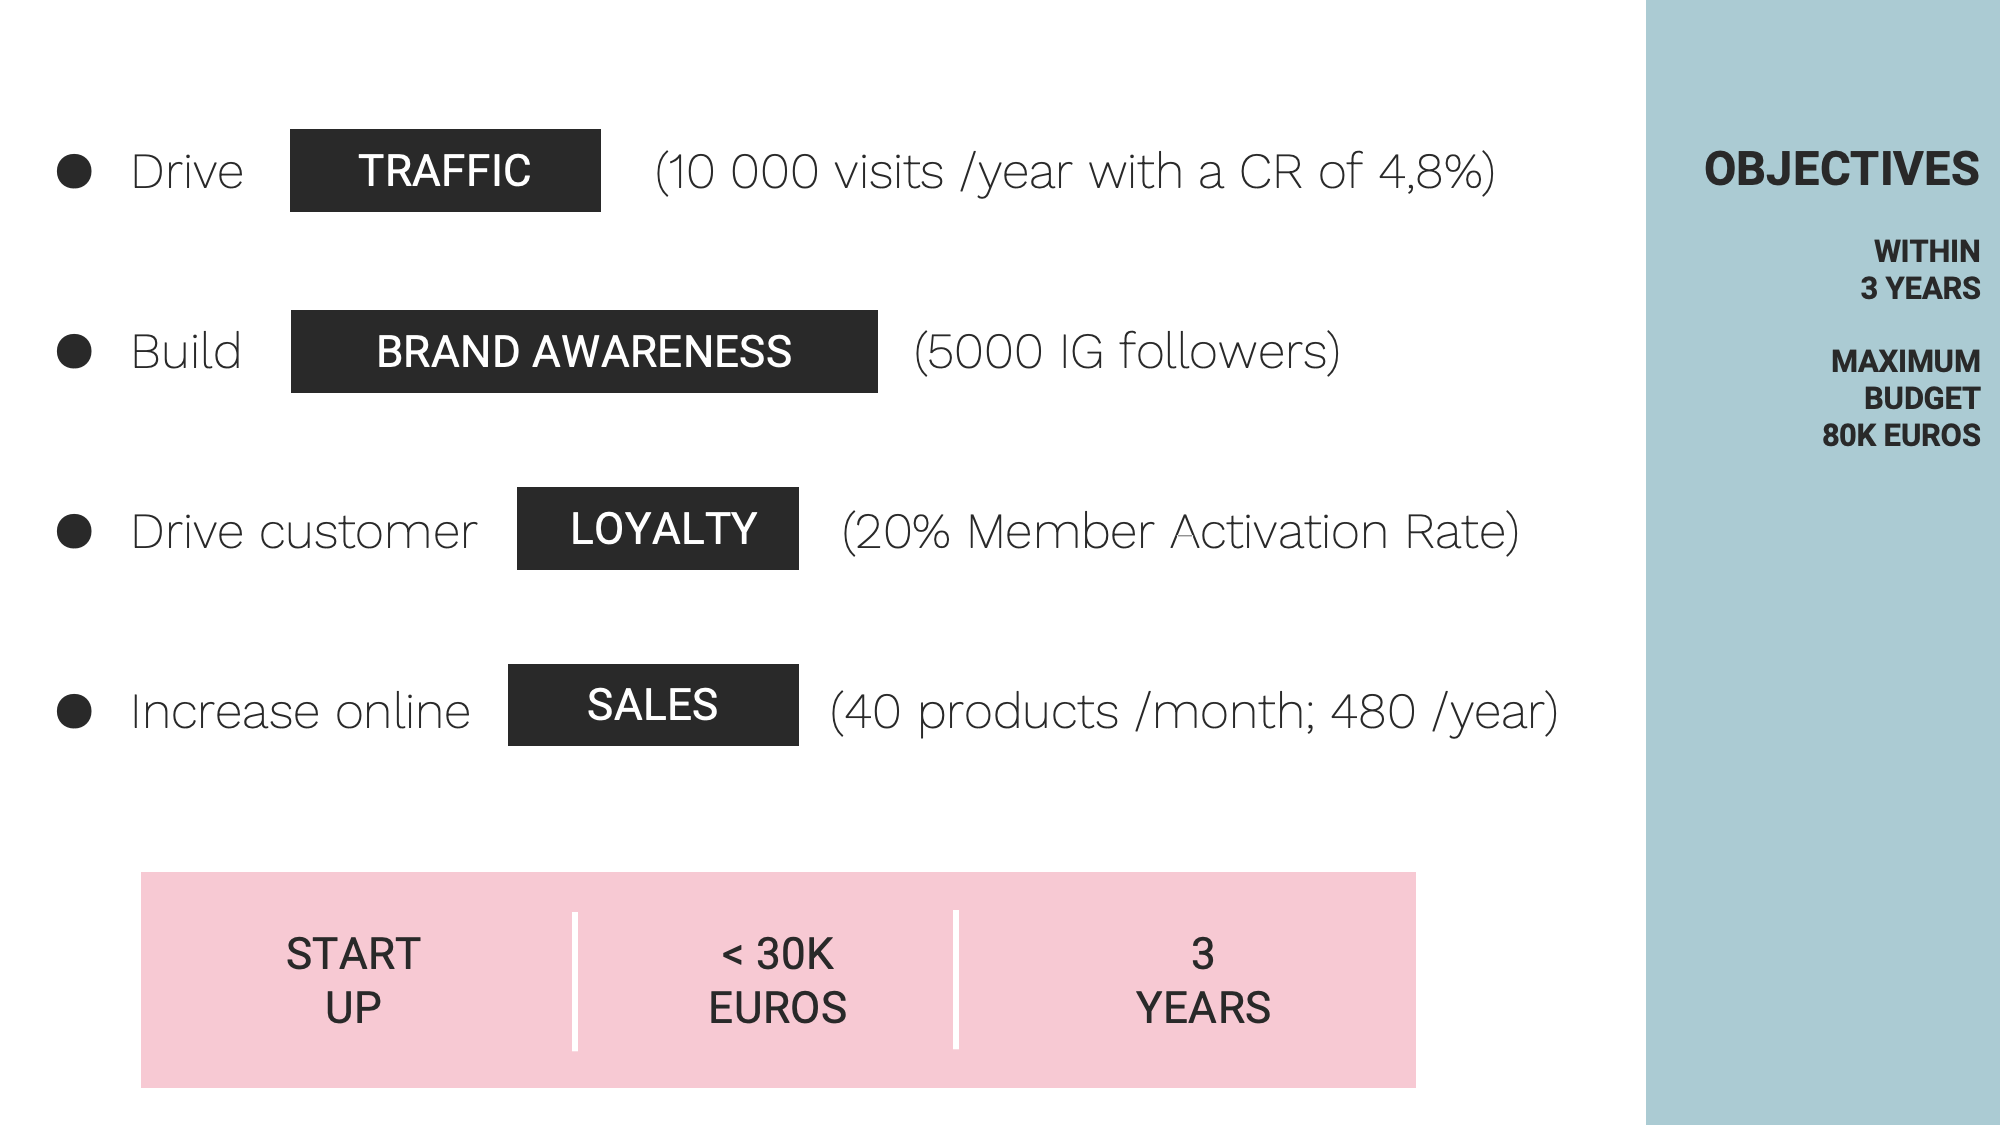 ● Drive TRAFFIC (10 000 visits /year with a CR of 4,8%)
● Build BRAND AWARENESS (5000 IG followers)
● Drive customer LOYALTY (20% Member Activation Rate)
● Increase online SALES (40 products /month; 480 /year)
START
UP
< 30K
EUROS
3
YEARS
OBJECTIVES
WITHIN
3 YEARS
MAXIMUM
BUDGET
80K EUROS